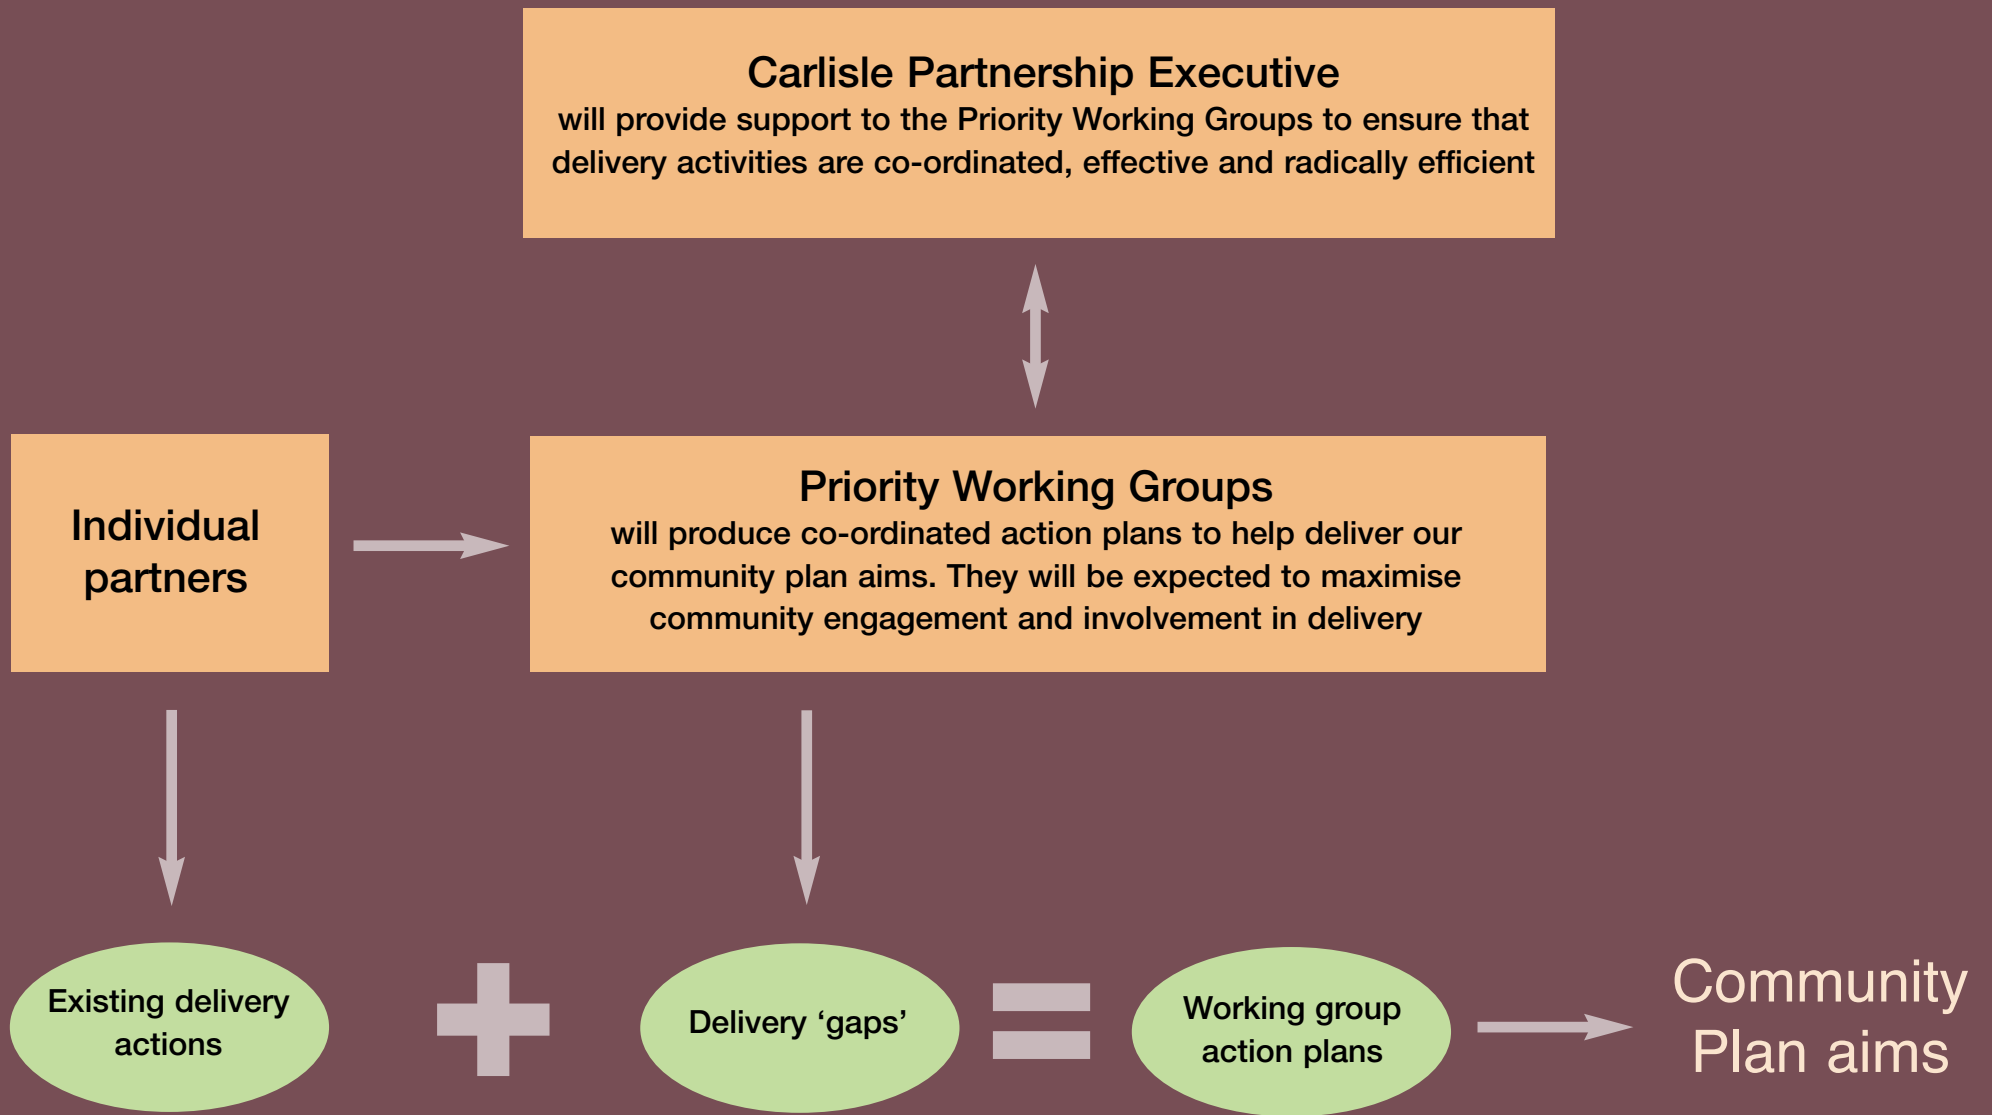 Carlisle Partnership Executive
will provide support to the Priority Working Groups to ensure that
delivery activities are co-ordinated, effective and radically efficient
Individual
partners
Priority Working Groups
will produce co-ordinated action plans to help deliver our
community plan aims. They will be expected to maximise
community engagement and involvement in delivery
Existing delivery
actions
Delivery ‘gaps’
Working group
action plans
Community
Plan aims